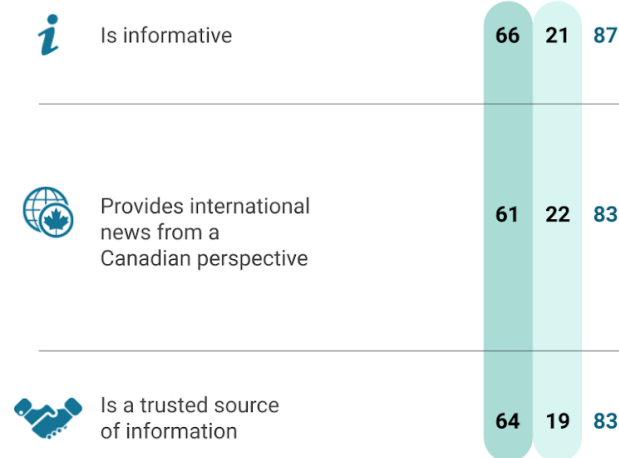 Is informative 66 21 87
Provides international
news from a 61 22 83
Canadian perspective
Is a trusted source
of information 64 19 83